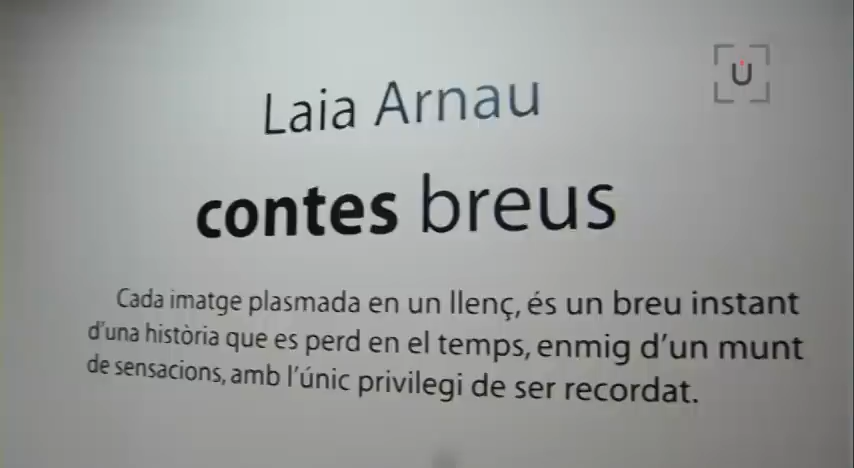 Laia Arnau
contes breus
Cada imatge plasmada en un llenç, és un breu instant
d'una història que es perd en el temps, enmig d'un munt
de sensacions, amb l'únic privilegi de ser recordat.
U